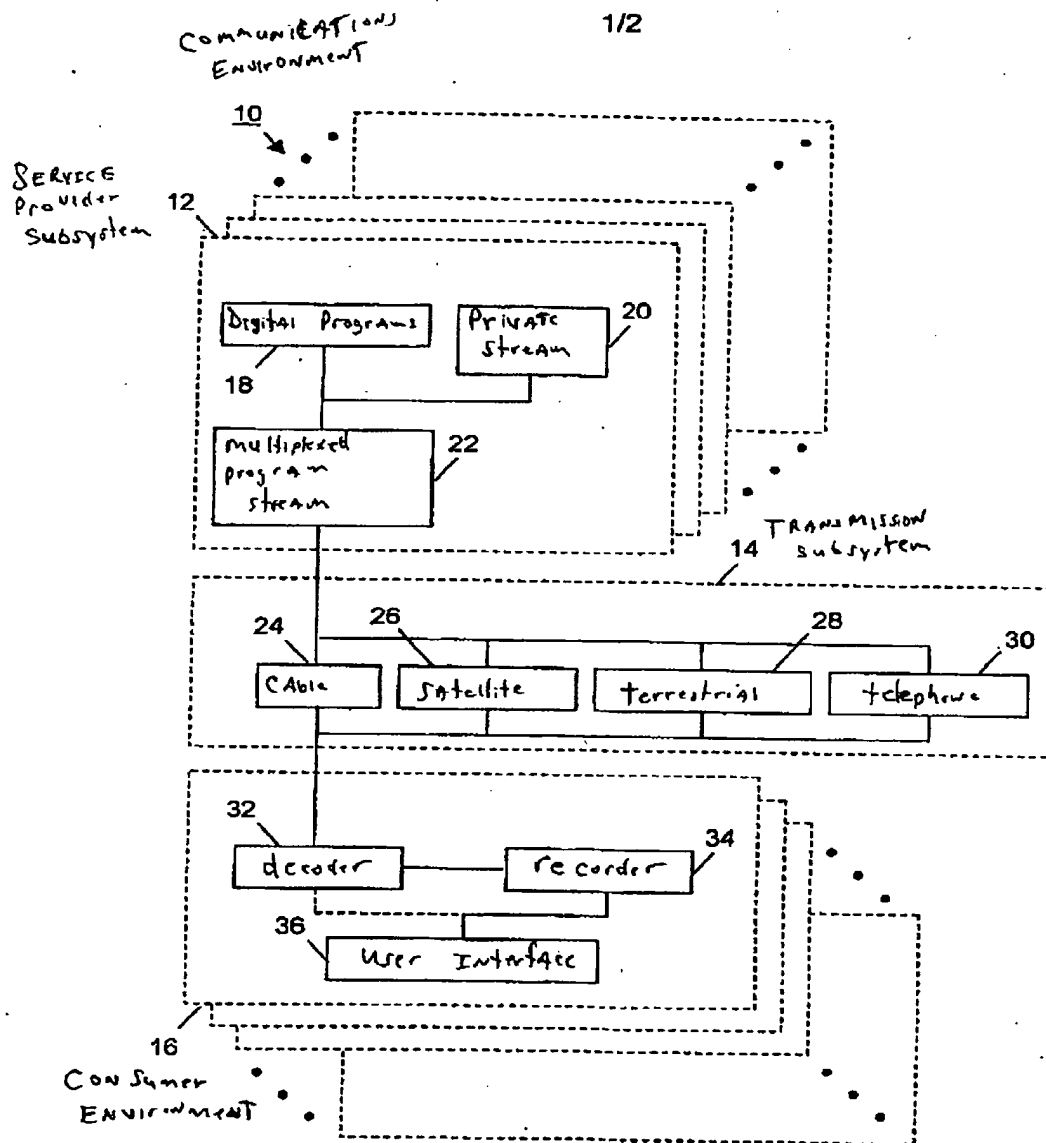 1/2
COMMUNICATIONS
ENVIRONMENT
10
SERVICE
Provider
Subsystem
12
Digital Programs
Private
stream
20
18
multiplexed
program
stream
22
TRANSMISSION
subsystem
14
24
26
28
30
CAble
SAtellite
terrestrial
telephone
32
34
decoder
recorder
36
User Interface
16
Consumer
ENVIRONMENT